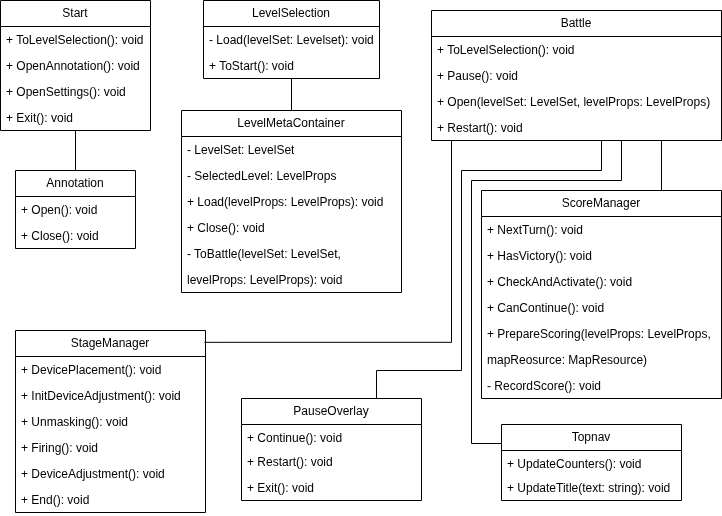 Start
+ ToLevelSelection(): void
+ OpenAnnotation(): void
+ OpenSettings(): void
+ Exit(): void
Annotation
+ Open(): void
+ Close(): void
LevelSelection
- Load(levelSet: Levelset): void
+ ToStart(): void
LevelMetaContainer
- LevelSet: LevelSet
- SelectedLevel: LevelProps
+ Load(levelProps: LevelProps): void
+ Close(): void
- ToBattle(levelSet: LevelSet,
levelProps: LevelProps): void
Battle
+ ToLevelSelection(): void
+ Pause(): void
+ Open(levelSet: LevelSet, levelProps: LevelProps)
+ Restart(): void
ScoreManager
+ NextTurn(): void
+ HasVictory(): void
+ CheckAndActivate(): void
+ CanContinue(): void
+ PrepareScoring(levelProps: LevelProps,
mapReosurce: MapResource)
- RecordScore(): void
StageManager
+ DevicePlacement(): void
+ InitDeviceAdjustment(): void
+ Unmasking(): void
+ Firing(): void
+ DeviceAdjustment(): void
+ End(): void
PauseOverlay
+ Continue(): void
+ Restart(): void
+ Exit(): void
Topnav
+ UpdateCounters(): void
+ UpdateTitle(text: string): void